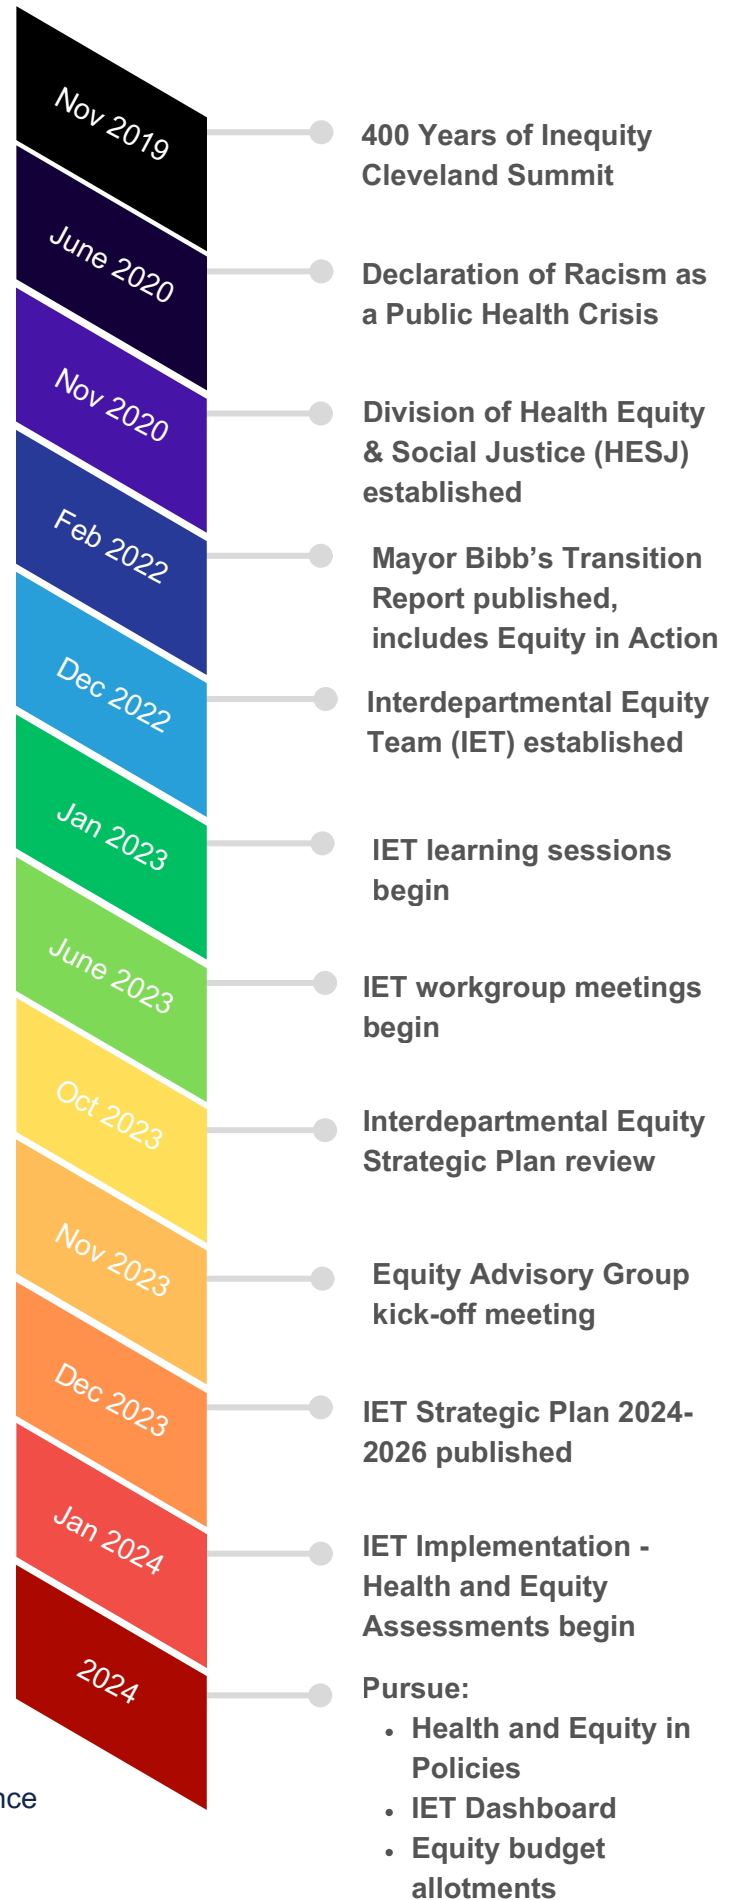 Nov 2019
400 Years of Inequity
Cleveland Summit
June 2020
Declaration of Racism as
a Public Health Crisis
Nov 2020
Division of Health Equity
& Social Justice (HESJ)
established
Feb 2022
Mayor Bibb’s Transition
Report published,
includes Equity in Action
Dec 2022
Interdepartmental Equity
Team (IET) established
Jan 2023
IET learning sessions
begin
June 2023
IET workgroup meetings
begin
Oct 2023
Interdepartmental Equity
Strategic Plan review
Nov 2023
Equity Advisory Group
kick-off meeting
Dec 2023
IET Strategic Plan 2024-
2026 published
Jan 2024
IET Implementation -
Health and Equity
Assessments begin
2024
Pursue:
• Health and Equity in
Policies
• IET Dashboard
• Equity budget
allotments